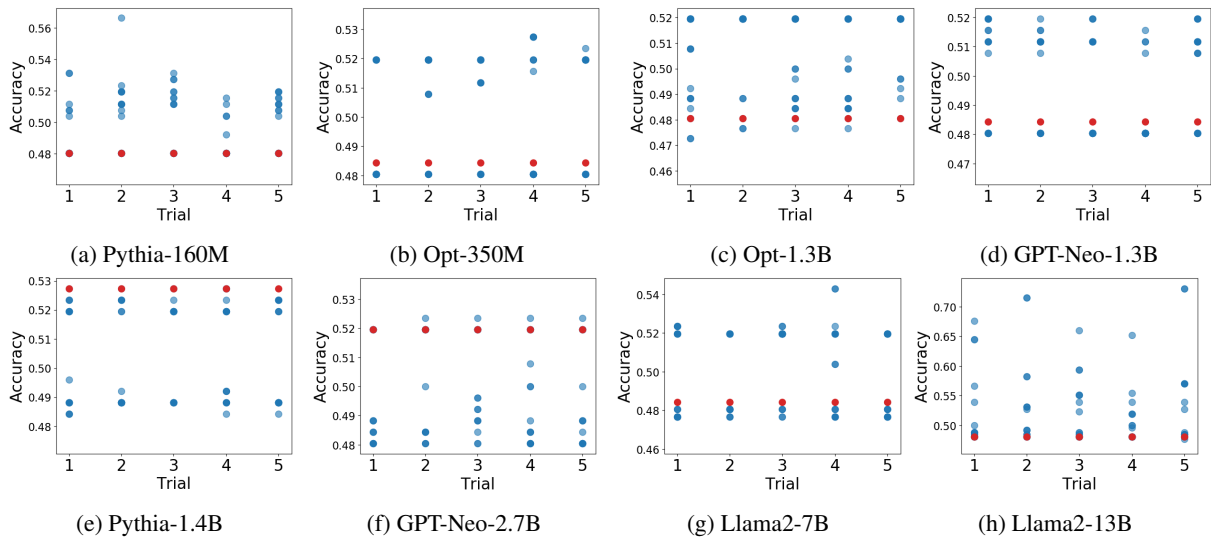 Accuracy
0.56
0.54
0.52
0.50
0.48
1 2 3 4 5
Trial
(a) Pythia-160M
Accuracy
0.53
0.52
0.51
0.50
0.49
0.48
1 2 3 4 5
Trial
(b) Opt-350M
Accuracy
0.52
0.51
0.50
0.49
0.48
0.47
0.46
1 2 3 4 5
Trial
(c) Opt-1.3B
Accuracy
0.52
0.51
0.50
0.49
0.48
0.47
1 2 3 4 5
Trial
(d) GPT-Neo-1.3B
Accuracy
0.53
0.52
0.51
0.50
0.49
0.48
1 2 3 4 5
Trial
(e) Pythia-1.4B
Accuracy
0.53
0.52
0.51
0.50
0.49
0.48
1 2 3 4 5
Trial
(f) GPT-Neo-2.7B
Accuracy
0.54
0.52
0.50
0.48
0.46
1 2 3 4 5
Trial
(g) Llama2-7B
Accuracy
0.70
0.65
0.60
0.55
0.50
1 2 3 4 5
Trial
(h) Llama2-13B